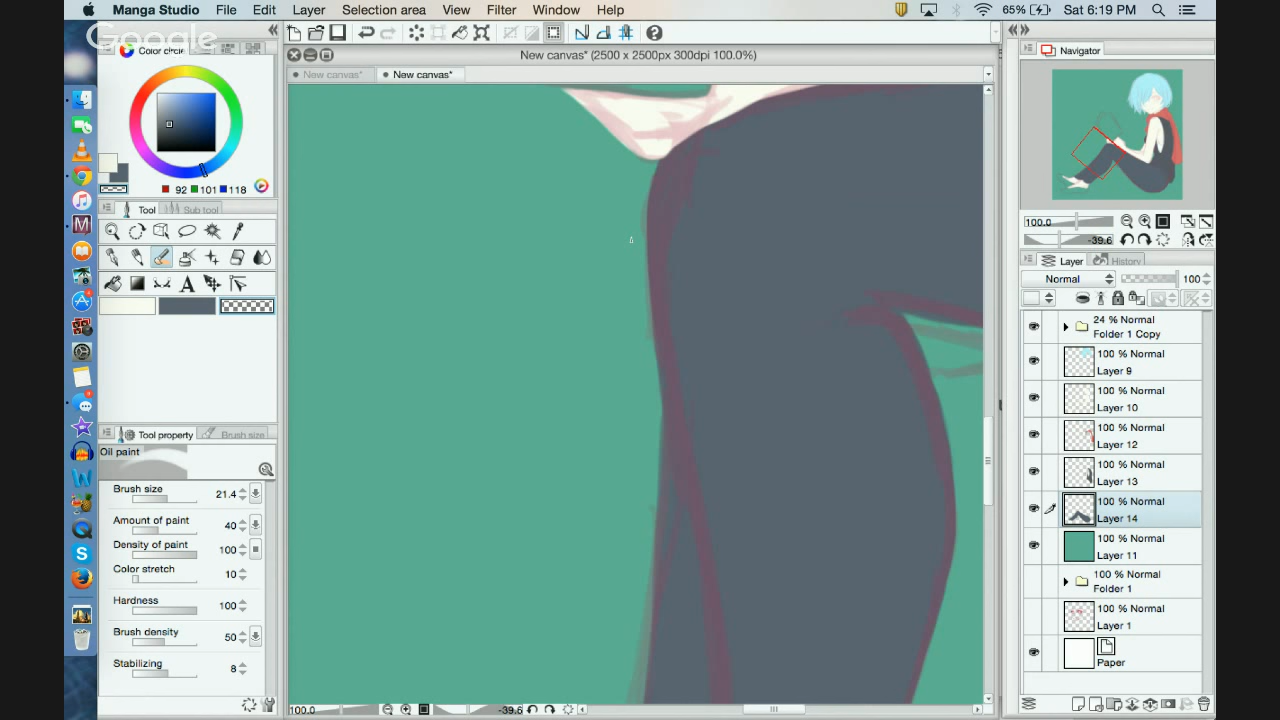 Manga Studio File Edit Layer Selection area View Filter Window Help
65% Sat 6:19 PM
Google
Color circle
New canvas* (2500 x 2500px 300dpi 100.0%)
Navigator
New canvas*
New canvas*
92 101 118
Tool
Sub tool
100.0
-39.6
Layer
History
Normal
100
24 % Normal
Folder 1 Copy
100 % Normal
Layer 9
100 % Normal
Layer 10
100 % Normal
Layer 12
100 % Normal
Layer 13
100 % Normal
Layer 14
100 % Normal
Layer 11
100 % Normal
Folder 1
100 % Normal
Layer 1
Paper
Tool property
Brush size
Oil paint
Brush size 21.4
Amount of paint 40
Density of paint 100
Color stretch 10
Hardness 100
Brush density 50
Stabilizing 8
100.0
-39.6